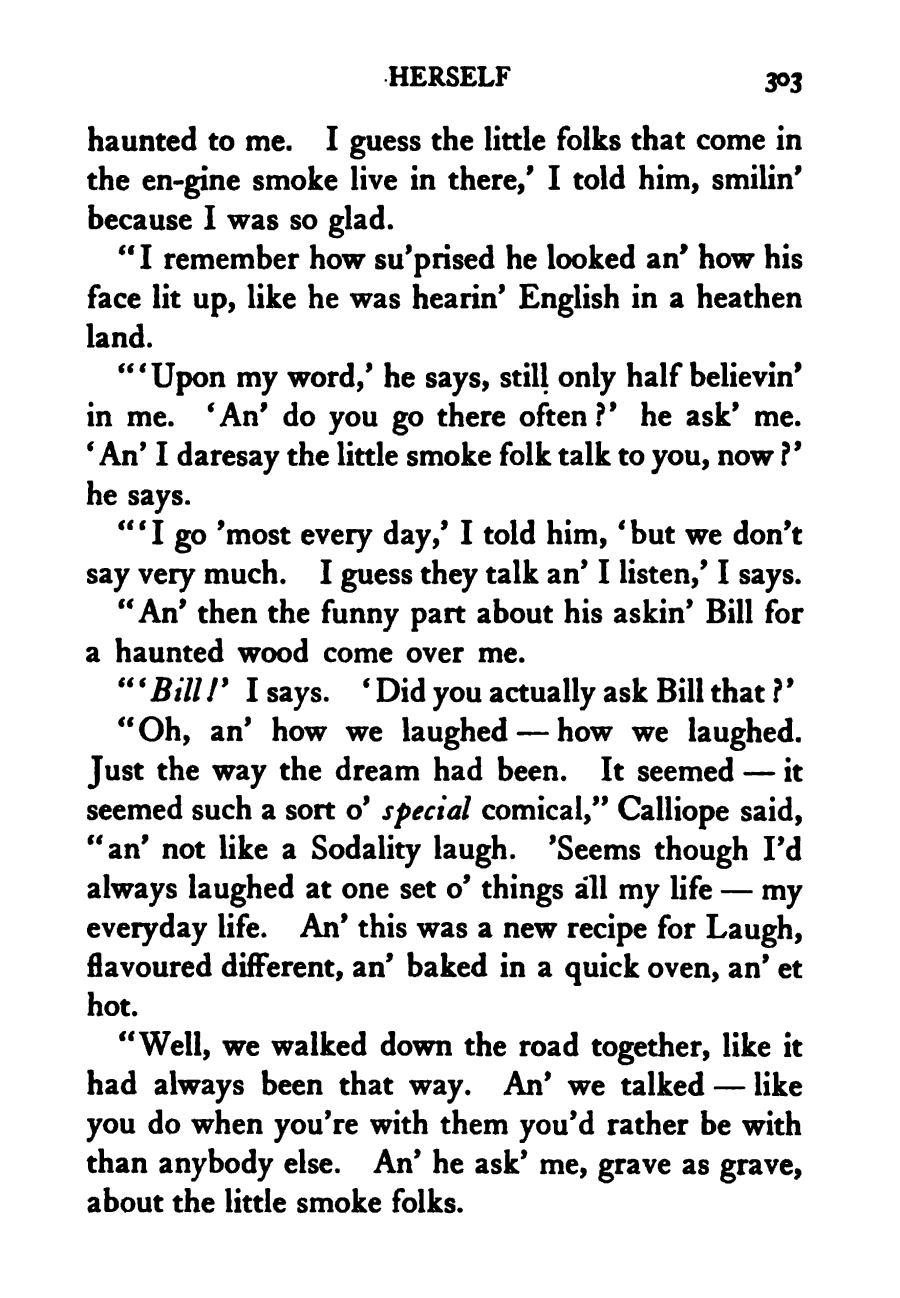 HERSELF 303
haunted to me. I guess the little folks that come in
the en-gine smoke live in there,’ I told him, smilin’
because I was so glad.
“I remember how su’prised he looked an’ how his
face lit up, like he was hearin’ English in a heathen
land.
“‘Upon my word,’ he says, still only half believin’
in me. ‘An’ do you go there often?’ he ask’ me.
‘An’ I daresay the little smoke folk talk to you, now?’
he says.
“‘I go ’most every day,’ I told him, ‘but we don’t
say very much. I guess they talk an’ I listen,’ I says.
“An’ then the funny part about his askin’ Bill for
a haunted wood come over me.
“‘Bill!’ I says. ‘Did you actually ask Bill that?’
“Oh, an’ how we laughed — how we laughed.
Just the way the dream had been. It seemed — it
seemed such a sort o’ special comical,” Calliope said,
“an’ not like a Sodality laugh. ’Seems though I’d
always laughed at one set o’ things all my life — my
everyday life. An’ this was a new recipe for Laugh,
flavoured different, an’ baked in a quick oven, an’ et
hot.
“Well, we walked down the road together, like it
had always been that way. An’ we talked — like
you do when you’re with them you’d rather be with
than anybody else. An’ he ask’ me, grave as grave,
about the little smoke folks.